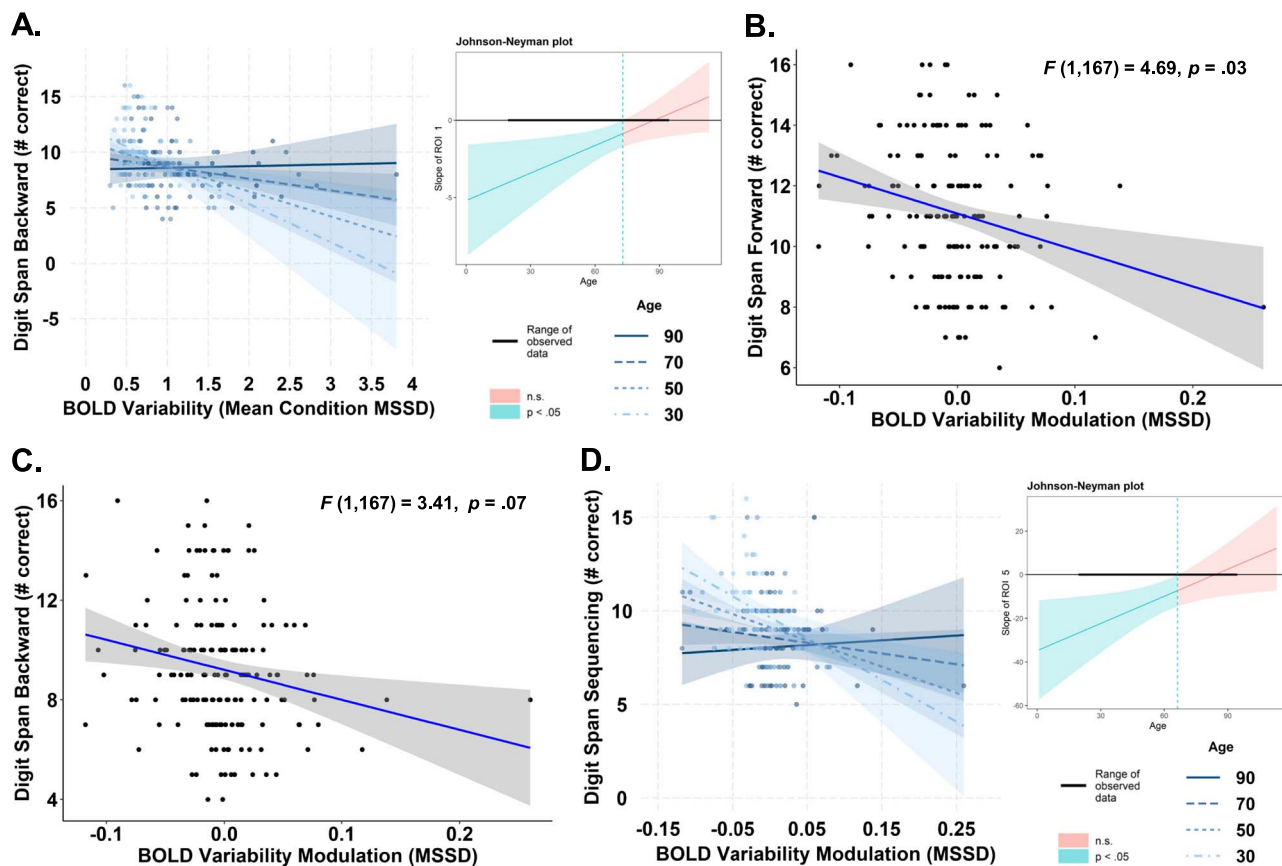 A.
Digit Span Backward (# correct)
15
10
5
0
-5
0
0.5
1
1.5
2
2.5
3
3.5
4
BOLD Variability (Mean Condition MSSD)
Johnson-Neyman plot
Slope of ROI_1
0
-5
0
30
60
90
Age
Range of
observed
data
n.s.
p < .05
Age
90
70
50
30
B.
F (1,167) = 4.69, p = .03
Digit Span Forward (# correct)
16
14
12
10
8
6
-0.1
0.0
0.1
0.2
BOLD Variability Modulation (MSSD)
C.
F (1,167) = 3.41, p = .07
Digit Span Backward (# correct)
16
12
8
4
-0.1
0.0
0.1
0.2
BOLD Variability Modulation (MSSD)
D.
Digit Span Sequencing (# correct)
15
10
5
0
-0.15
-0.05
0.05
0.15
0.25
BOLD Variability Modulation (MSSD)
Johnson-Neyman plot
Slope of ROI_5
20
0
-20
-40
-60
0
30
60
90
Age
Range of
observed
data
n.s.
p < .05
Age
90
70
50
30